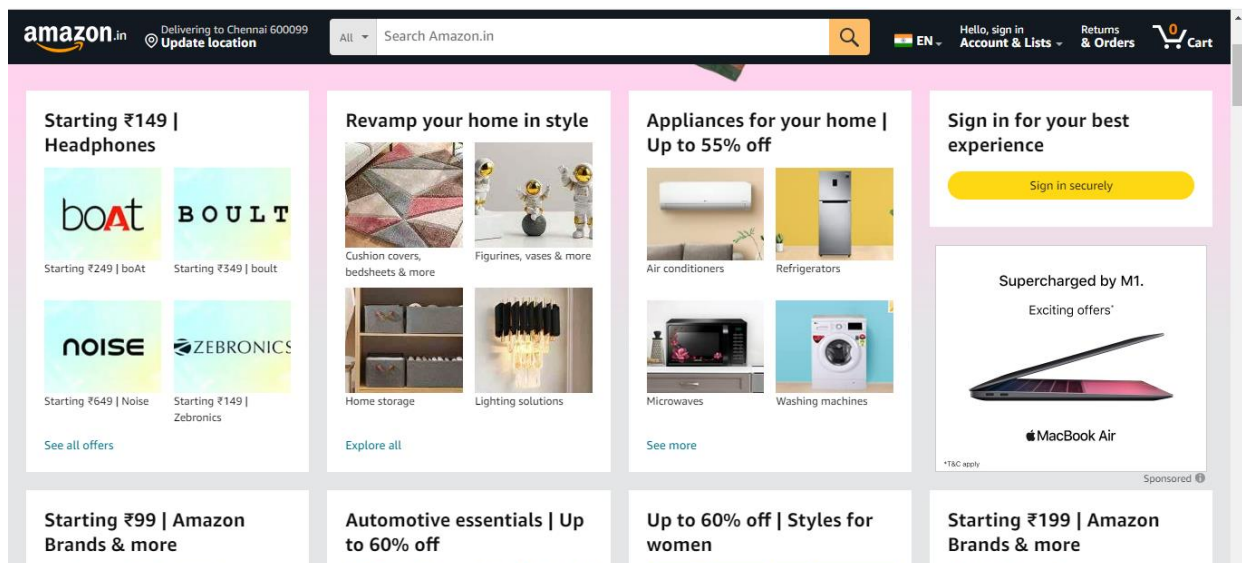 amazon.in
Delivering to Chennai 600099
Update location
All
Search Amazon.in
EN
Hello, sign in
Account & Lists
Returns
& Orders
0
Cart
Starting ₹149 |
Headphones
boAt
BOULT
Starting ₹249 | boAt
Starting ₹349 | boult
noise
ZEBRONICS
Starting ₹649 | Noise
Starting ₹149 |
Zebronics
See all offers
Revamp your home in style
Cushion covers,
bedsheets & more
Figurines, vases & more
Home storage
Lighting solutions
Explore all
Appliances for your home |
Up to 55% off
Air conditioners
Refrigerators
Microwaves
Washing machines
See more
Sign in for your best
experience
Sign in securely
Supercharged by M1.
Exciting offers*
MacBook Air
*T&C apply
Sponsored
Starting ₹99 | Amazon
Brands & more
Automotive essentials | Up
to 60% off
Up to 60% off | Styles for
women
Starting ₹199 | Amazon
Brands & more